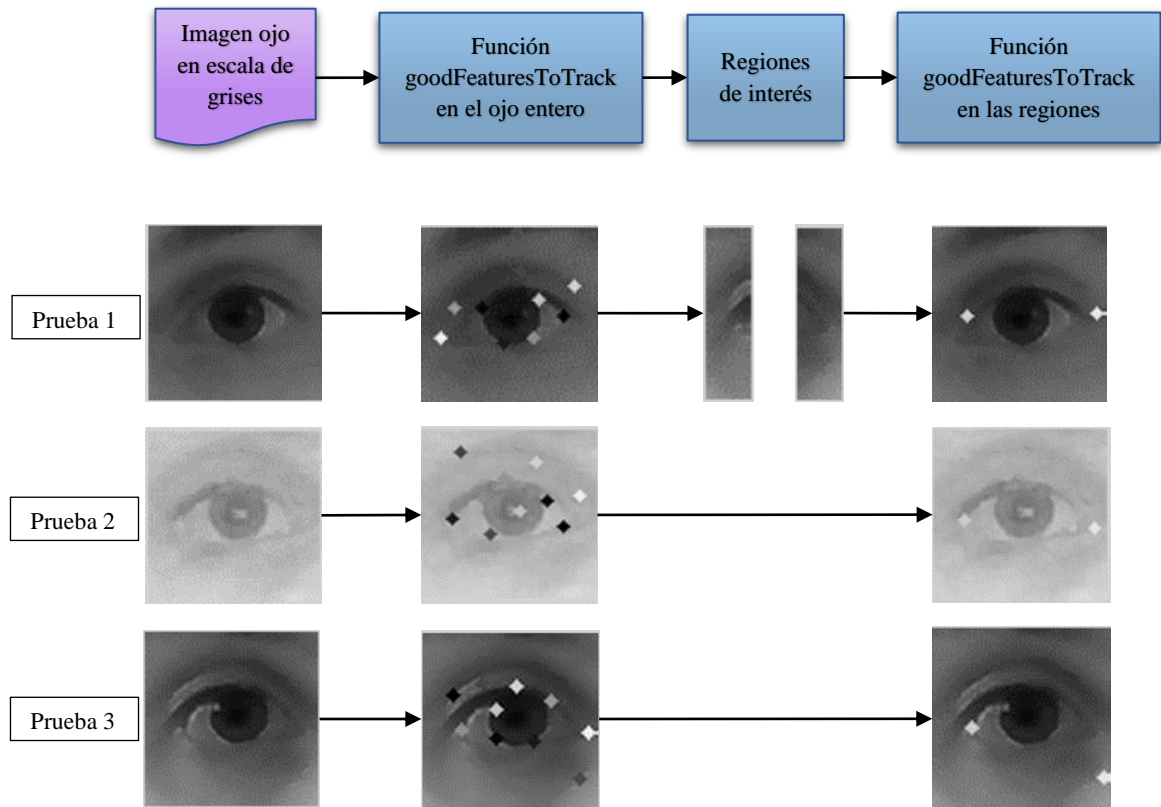 Imagen ojo
en escala de
grises
Función
goodFeaturesToTrack
en el ojo entero
Regiones
de interés
Función
goodFeaturesToTrack
en las regiones
Prueba 1
Prueba 2
Prueba 3